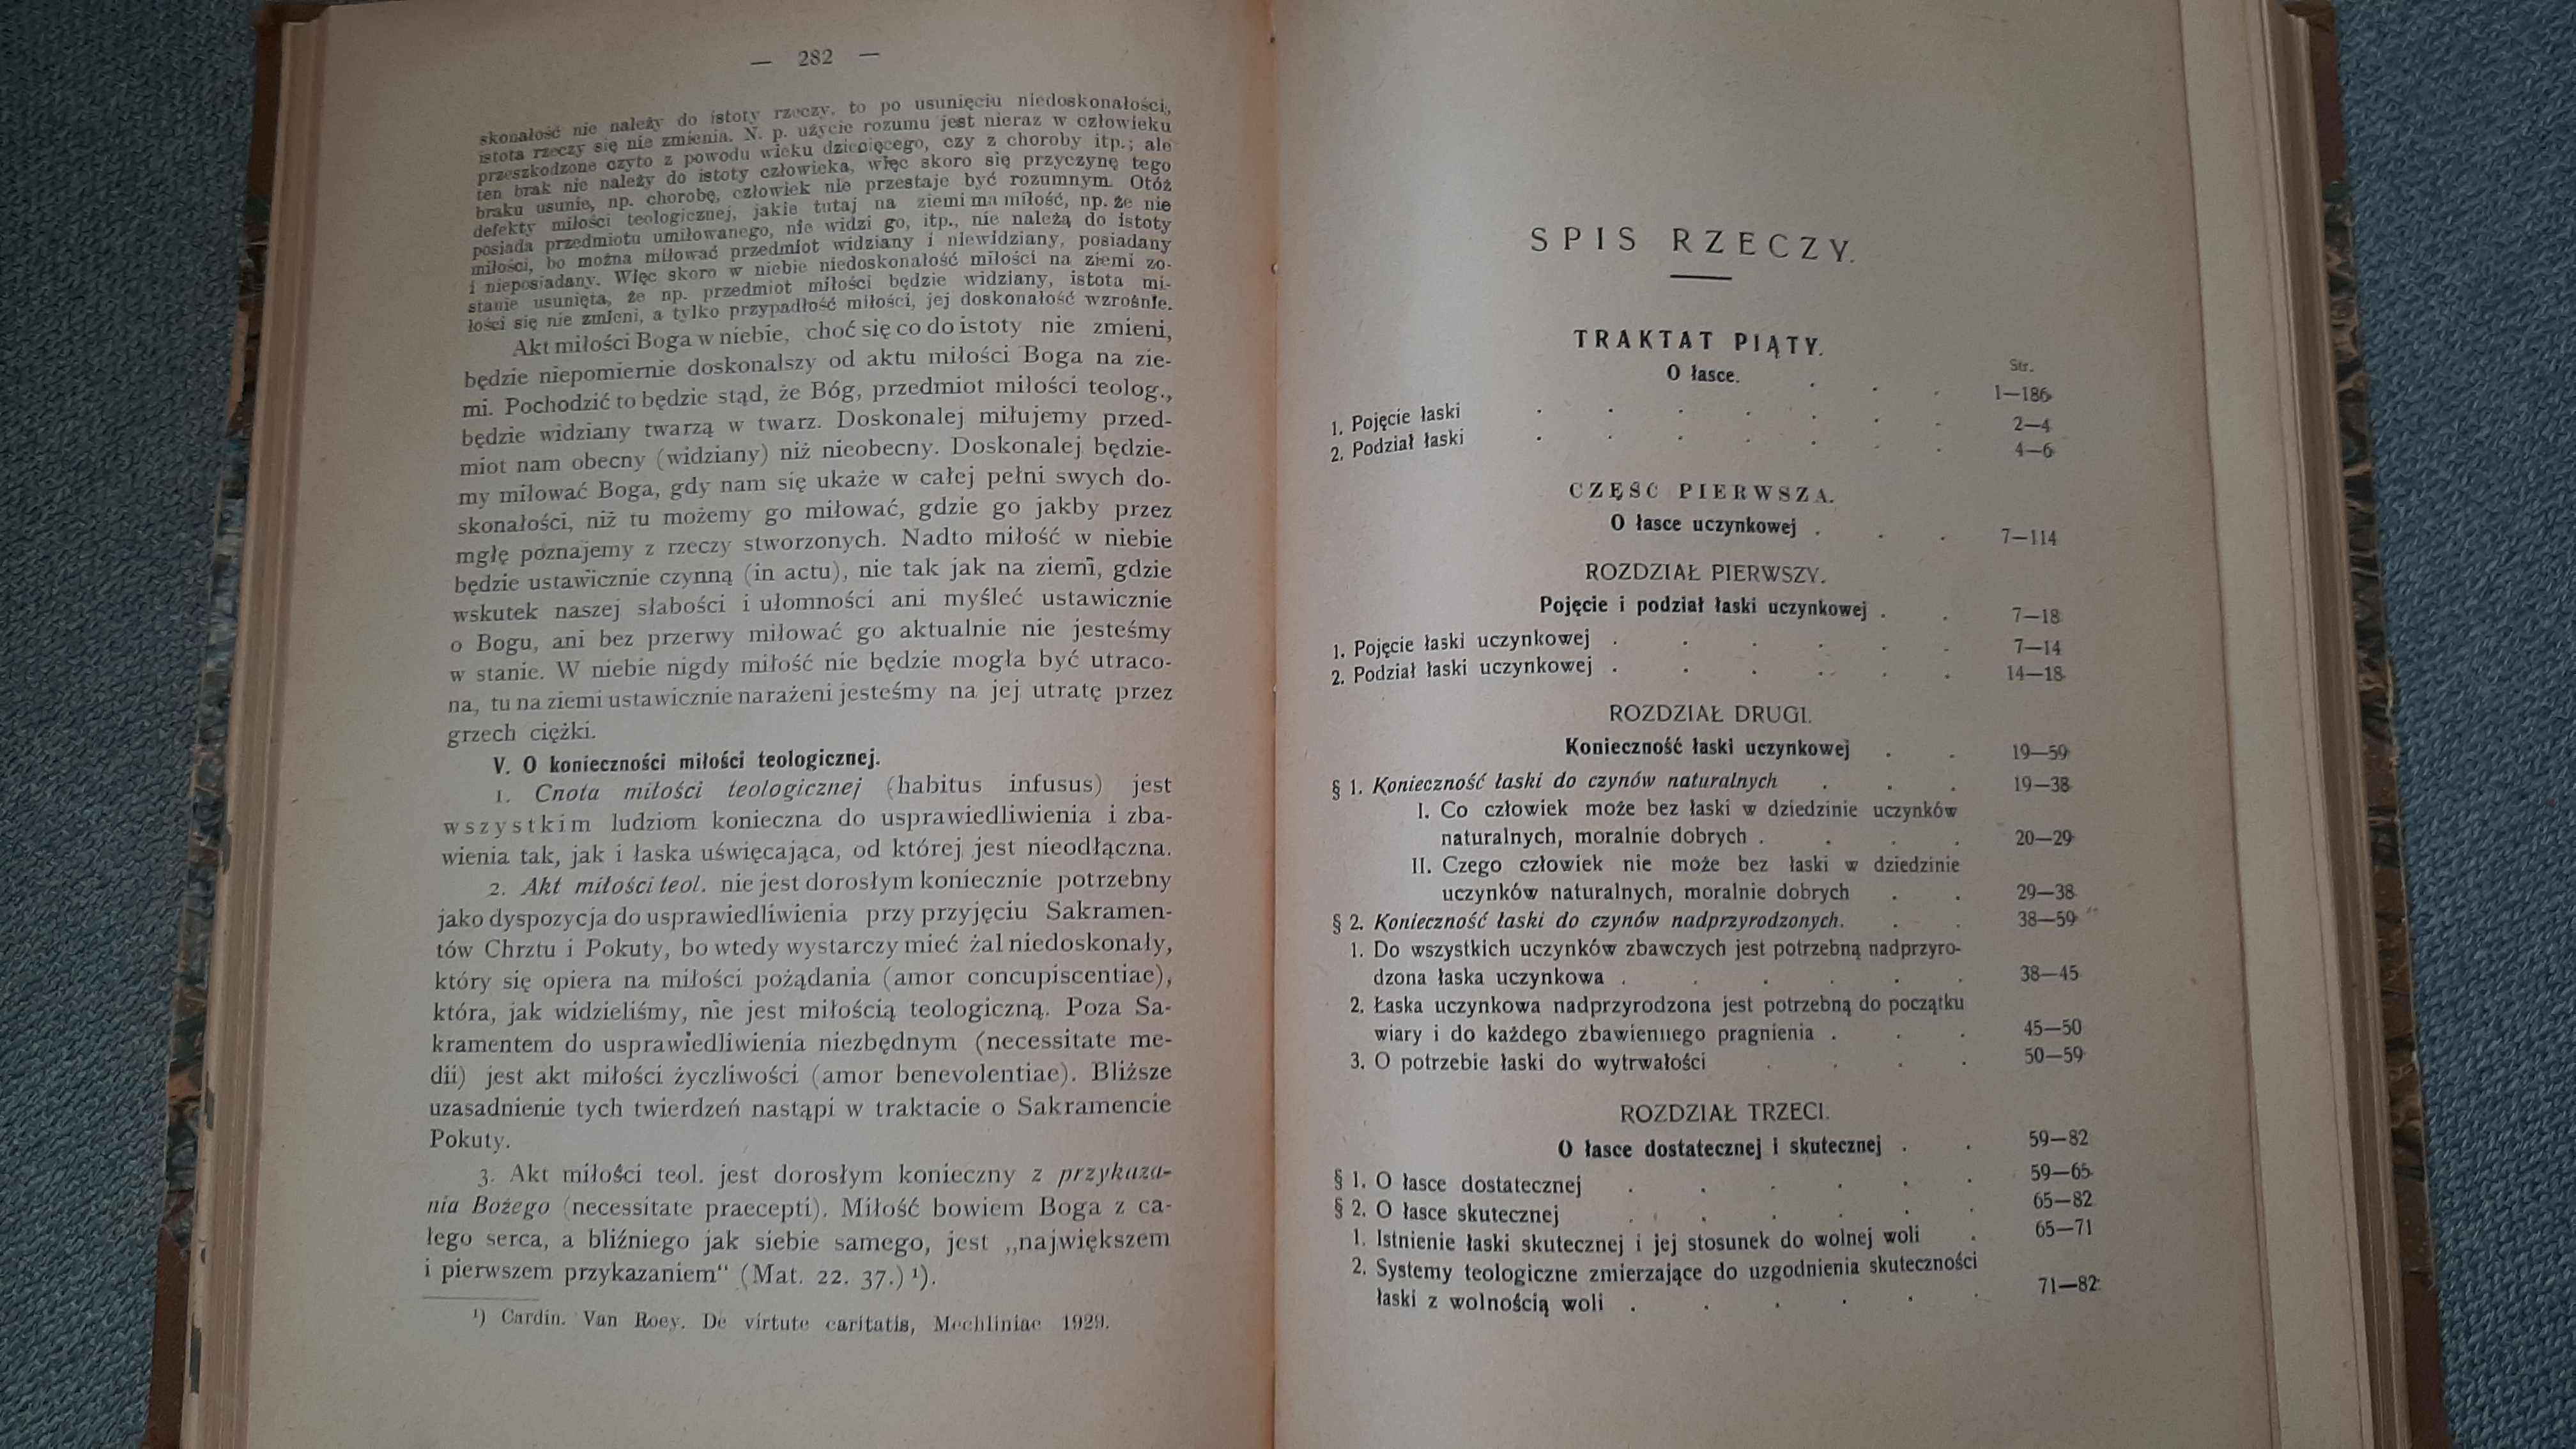 — 282 —
skonałość nie należy do istoty rzeczy, to po usunięciu niedoskonałości,
istota rzeczy się nie zmienia. N. p. użycie rozumu jest nieraz w człowieku
przeszkodzone czyto z powodu wieku dziecięcego, czy z choroby itp.; ale
ten brak nie należy do istoty człowieka, więc skoro się przyczynę tego
braku usunie, np. chorobę, człowiek nie przestaje być rozumnym. Otóż
defekty miłości teologicznej, jakie tutaj na ziemi ma miłość, np. że nie
posiada przedmiotu umiłowanego, nie widzi go, itp., nie należą do istoty
miłości, bo można miłować przedmiot widziany i niewidziany, posiadany
i nieposiadany. Więc skoro w niebie niedoskonałość miłości na ziemi zo-
stanie usunięta, że np. przedmiot miłości będzie widziany, istota mi-
łości się nie zmieni, a tylko przypadłość miłości, jej doskonałość wzrośnie.
Akt miłości Boga w niebie, choć się co do istoty nie zmieni,
będzie niepomiernie doskonalszy od aktu miłości Boga na zie-
mi. Pochodzić to będzie stąd, że Bóg, przedmiot miłości teolog.,
będzie widziany twarzą w twarz. Doskonalej miłujemy przed-
miot nam obecny (widziany) niż nieobecny. Doskonalej będzie-
my miłować Boga, gdy nam się ukaże w całej pełni swych do-
skonałości, niż tu możemy go miłować, gdzie go jakby przez
mgłę poznajemy z rzeczy stworzonych. Nadto miłość w niebie
będzie ustawicznie czynną (in actu), nie tak jak na ziemi, gdzie
wskutek naszej słabości i ułomności ani myśleć ustawicznie
o Bogu, ani bez przerwy miłować go aktualnie nie jesteśmy
w stanie. W niebie nigdy miłość nie będzie mogła być utraco-
na, tu na ziemi ustawicznie narażeni jesteśmy na jej utratę przez
grzech ciężki.
V. O konieczności miłości teologicznej.
1. Cnota miłości teologicznej (habitus infusus) jest
wszystkim ludziom konieczna do usprawiedliwienia i zba-
wienia tak, jak i łaska uświęcająca, od której jest nieodłączna.
2. Akt miłości teol. nie jest dorosłym koniecznie potrzebny
jako dyspozycja do usprawiedliwienia przy przyjęciu Sakramen-
tów Chrztu i Pokuty, bo wtedy wystarczy mieć żal niedoskonały,
który się opiera na miłości pożądania (amor concupiscentiae),
która, jak widzieliśmy, nie jest miłością teologiczną. Poza Sa-
kramentem do usprawiedliwienia niezbędnym (necessitate me-
dii) jest akt miłości życzliwości (amor benevolentiae). Bliższe
uzasadnienie tych twierdzeń nastąpi w traktacie o Sakramencie
Pokuty.
3. Akt miłości teol. jest dorosłym konieczny z przykaza-
nia Bożego (necessitate praecepti). Miłość bowiem Boga z ca-
łego serca, a bliźniego jak siebie samego, jest „największem
i pierwszem przykazaniem“ (Mat. 22. 37.) ¹).
¹) Cardin. Van Roey. De virtute caritatis, Mechliniae 1929.
SPIS RZECZY.
TRAKTAT PIĄTY.
Str.
O łasce. . . . 1—186
1. Pojęcie łaski . . . . . . . 2—4
2. Podział łaski . . . . . . . 4—6
CZĘŚĆ PIERWSZA.
O łasce uczynkowej . . . 7—114
ROZDZIAŁ PIERWSZY.
Pojęcie i podział łaski uczynkowej . . 7—18
1. Pojęcie łaski uczynkowej . . . . . . 7—14
2. Podział łaski uczynkowej . . . . . . 14—18
ROZDZIAŁ DRUGI.
Konieczność łaski uczynkowej . . 19—59
§ 1. Konieczność łaski do czynów naturalnych . . . 19—38
I. Co człowiek może bez łaski w dziedzinie uczynków
naturalnych, moralnie dobrych . . . . 20—29
II. Czego człowiek nie może bez łaski w dziedzinie
uczynków naturalnych, moralnie dobrych . . 29—38
§ 2. Konieczność łaski do czynów nadprzyrodzonych. . . 38—59
1. Do wszystkich uczynków zbawczych jest potrzebną nadprzyro-
dzona łaska uczynkowa . . . . . . 38—45
2. Łaska uczynkowa nadprzyrodzona jest potrzebną do początku
wiary i do każdego zbawiennego pragnienia . . . 45—50
3. O potrzebie łaski do wytrwałości . . . . 50—59
ROZDZIAŁ TRZECI.
O łasce dostatecznej i skutecznej . . 59—82
§ 1. O łasce dostatecznej . . . . . . 59—65
§ 2. O łasce skutecznej . . . . . . 65—82
1. Istnienie łaski skutecznej i jej stosunek do wolnej woli . 65—71
2. Systemy teologiczne zmierzające do uzgodnienia skuteczności
łaski z wolnością woli . . . . . . 71—82